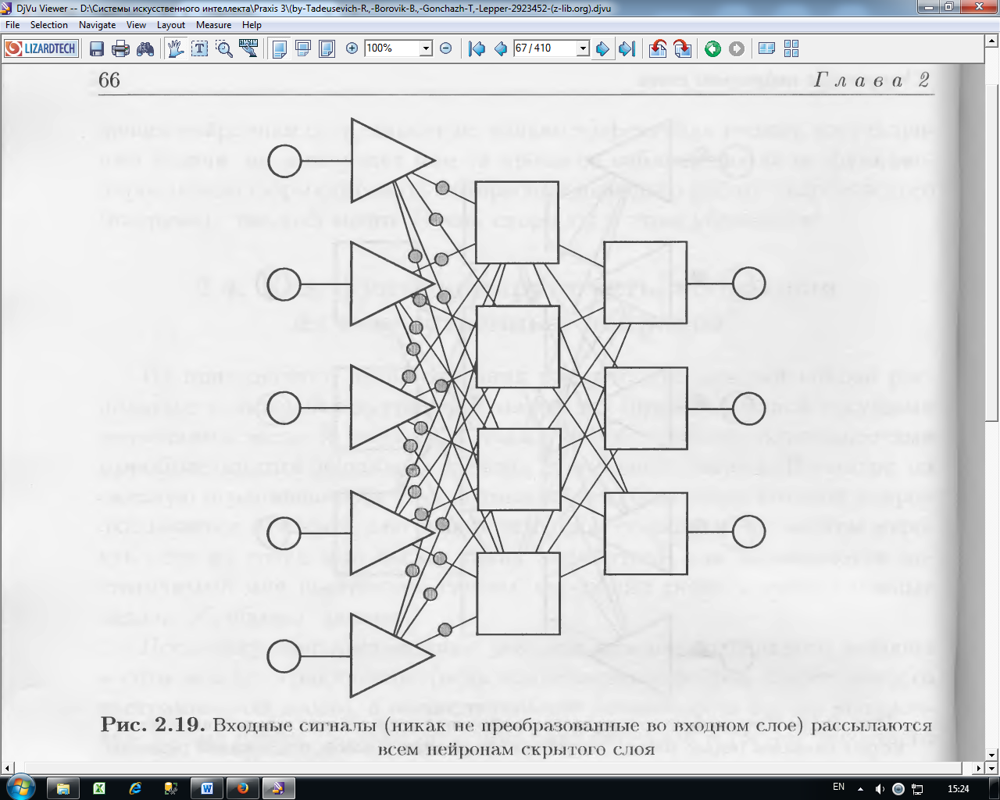 DjVu Viewer -- D:\Системы искусственного интеллекта\Praxis 3\(by-Tadeusevich-R.,-Borovik-B.,-Gonchazh-T,-Lepper-2923452-(z-lib.org).djvu
File Selection Navigate View Layout Measure Help
LIZARDTECH 100% 67 / 410
66 Глава 2
Рис. 2.19. Входные сигналы (никак не преобразованные во входном слое) рассылаются
всем нейронам скрытого слоя
EN 15:24